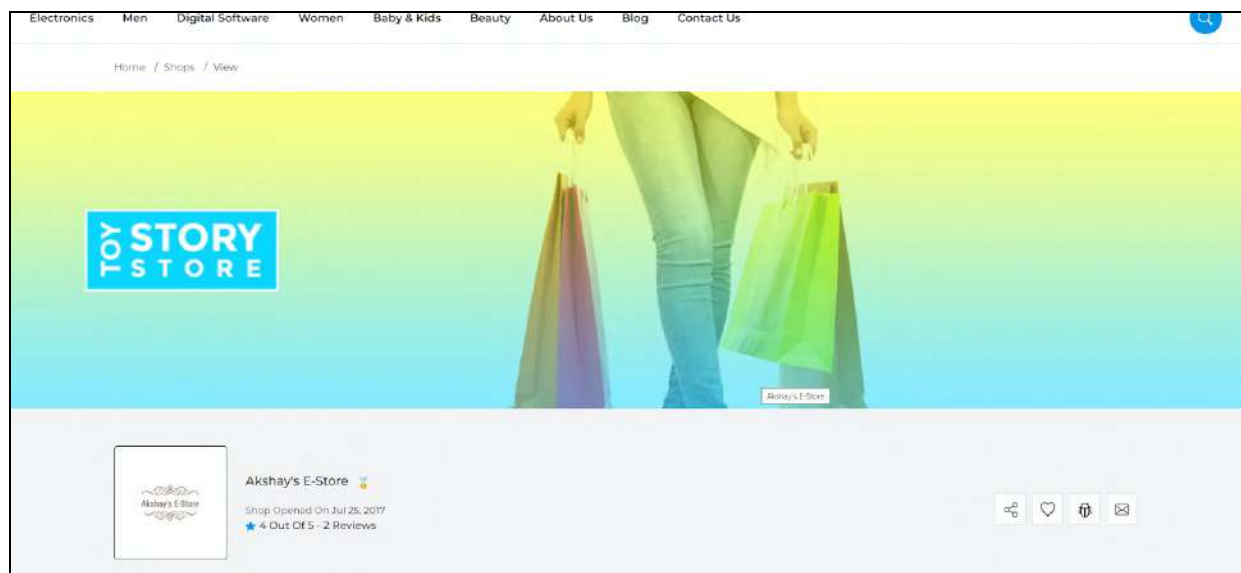 Electronics Men Digital Software Women Baby & Kids Beauty About Us Blog Contact Us
Home / Shops / View
TOY STORY
STORE
Akshay's E-Store
Akshay's E-Store
Akshay's E-Store
Shop Opened On Jul 25, 2017
4 Out Of 5 - 2 Reviews